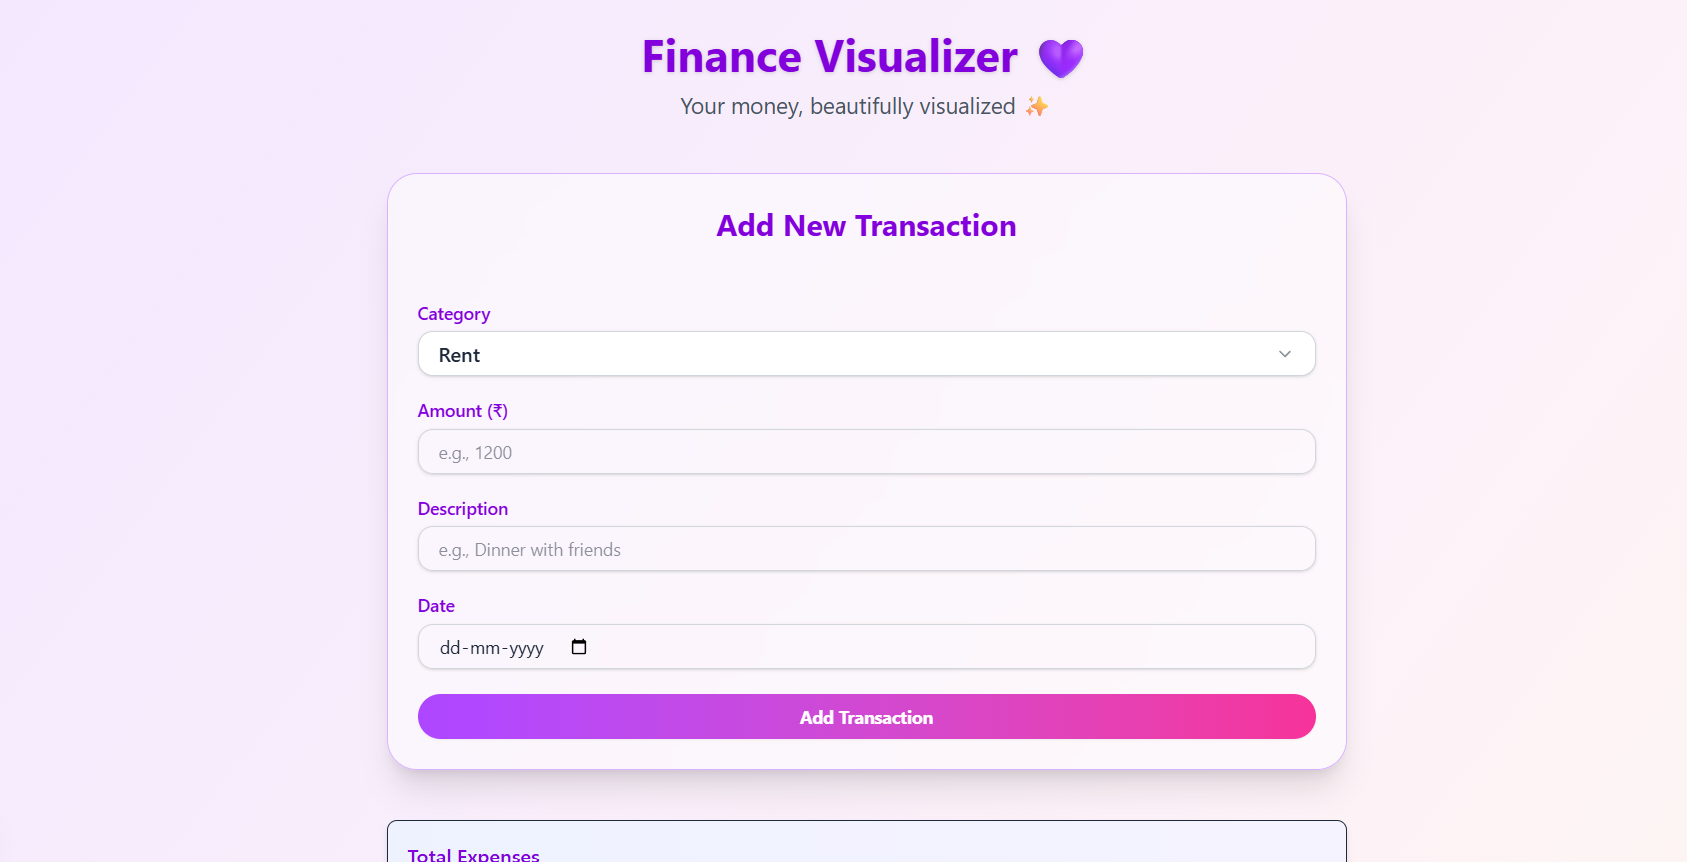 Finance Visualizer 💜
Your money, beautifully visualized ✨
Add New Transaction
Category
Rent
Amount (₹)
e.g., 1200
Description
e.g., Dinner with friends
Date
dd-mm-yyyy
Add Transaction
Total Expenses